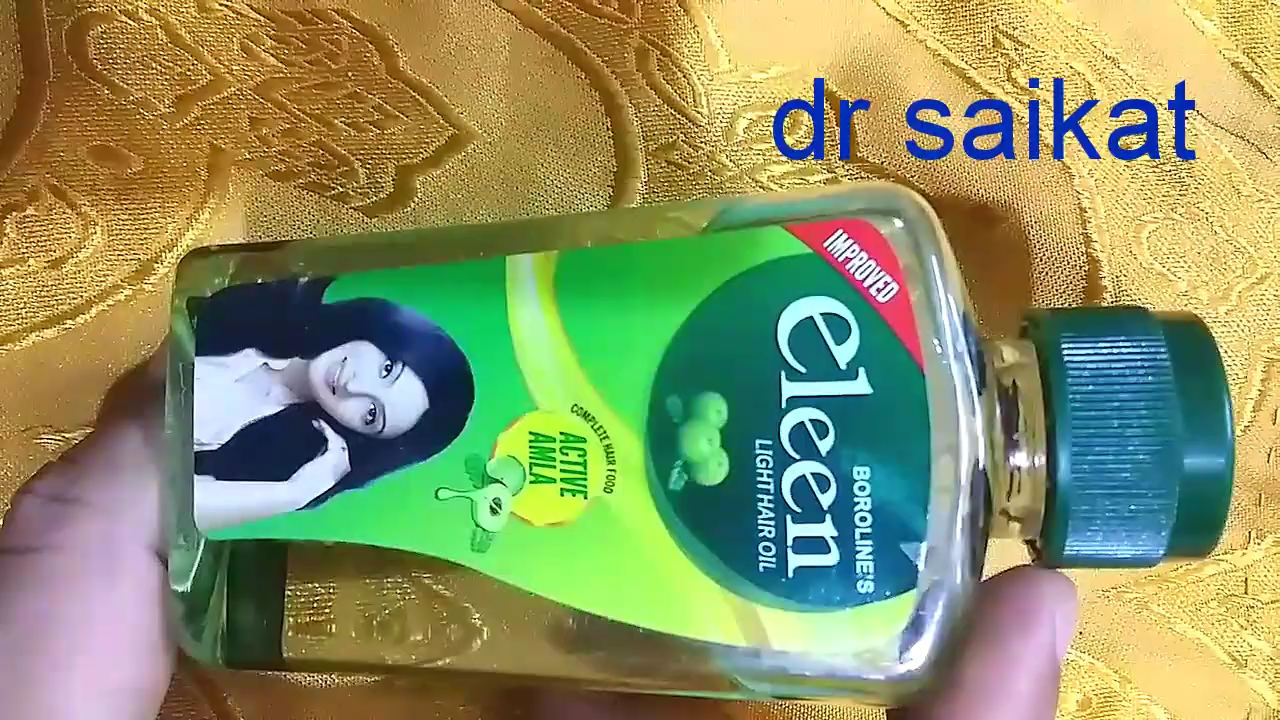 dr saikat
IMPROVED
BOROLINE'S
eleen
LIGHT HAIR OIL
COMPLETE HAIR FOOD
ACTIVE
AMLA